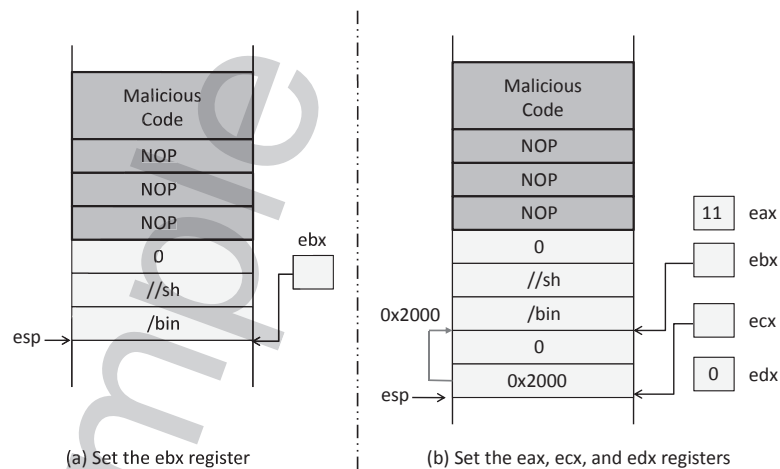 Malicious
Code
NOP
NOP
NOP
0
//sh
/bin
esp
ebx
(a) Set the ebx register
Malicious
Code
NOP
NOP
NOP
0
//sh
/bin
0
0x2000
0x2000
esp
11 eax
ebx
ecx
0 edx
(b) Set the eax, ecx, and edx registers
mple